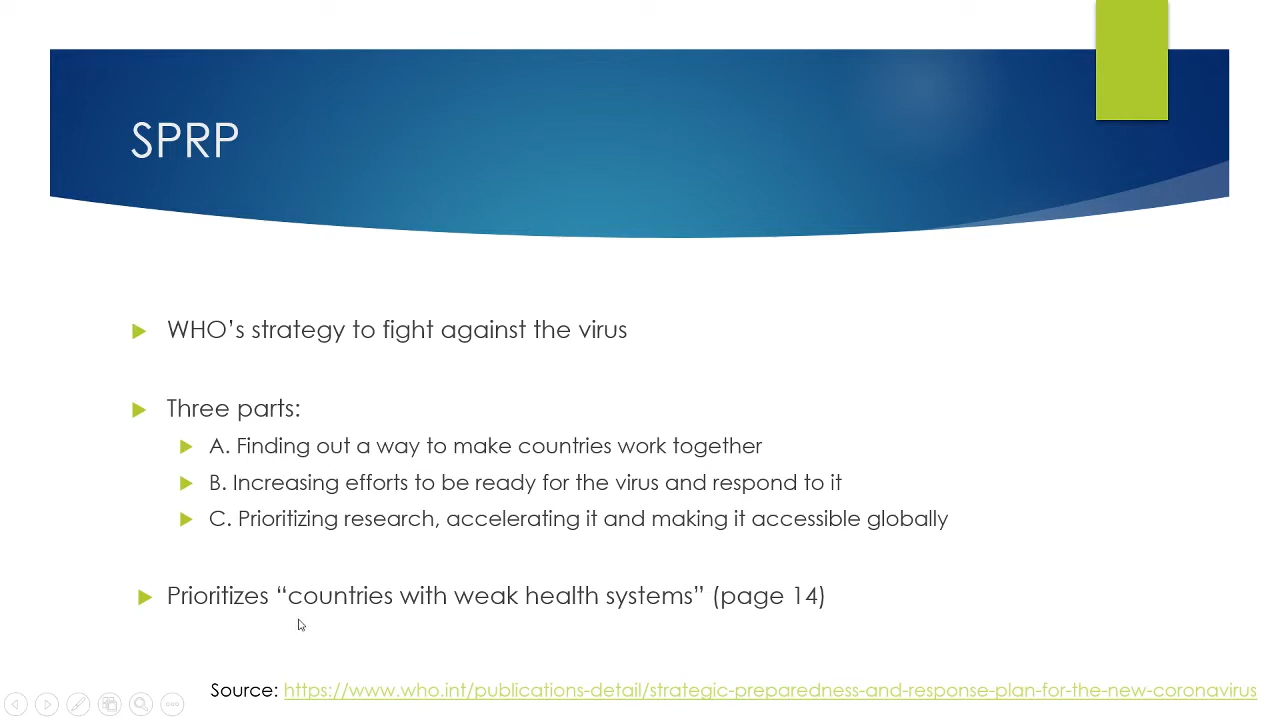 SPRP
WHO’s strategy to fight against the virus
Three parts:
A. Finding out a way to make countries work together
B. Increasing efforts to be ready for the virus and respond to it
C. Prioritizing research, accelerating it and making it accessible globally
Prioritizes “countries with weak health systems” (page 14)
Source: https://www.who.int/publications-detail/strategic-preparedness-and-response-plan-for-the-new-coronavirus